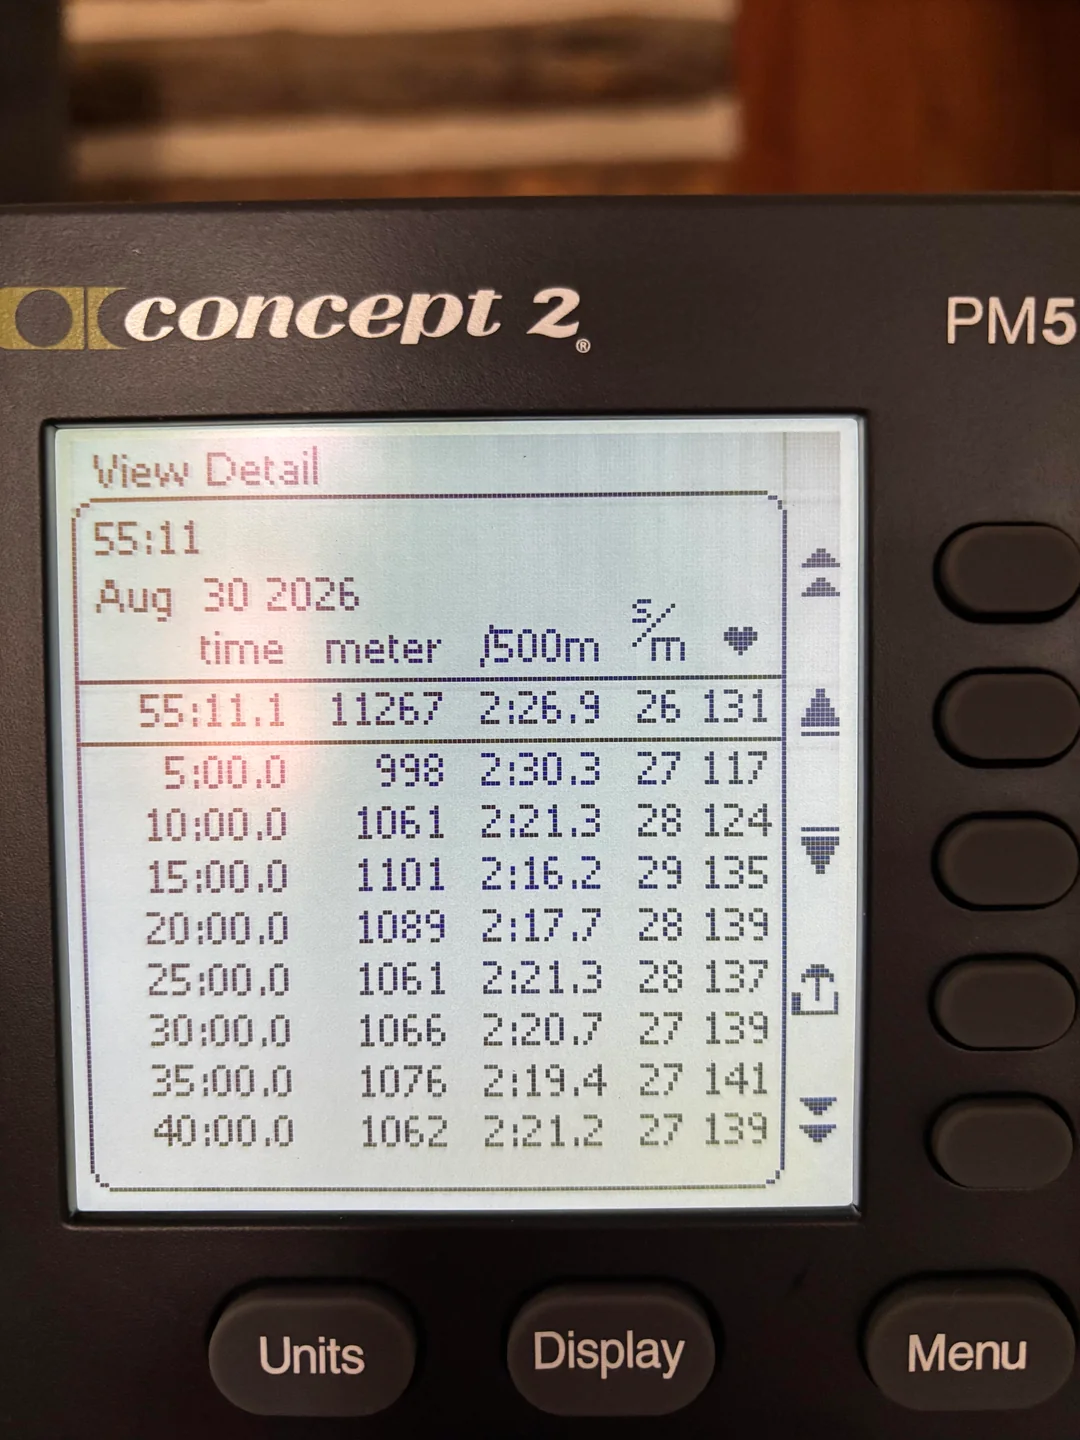 concept 2®
PM5
View Detail
55:11
Aug 30 2026
time meter /500m s/m ♥
55:11.1 11267 2:26.9 26 131
5:00.0 998 2:30.3 27 117
10:00.0 1061 2:21.3 28 124
15:00.0 1101 2:16.2 29 135
20:00.0 1089 2:17.7 28 139
25:00.0 1061 2:21.3 28 137
30:00.0 1066 2:20.7 27 139
35:00.0 1076 2:19.4 27 141
40:00.0 1062 2:21.2 27 139
Units Display Menu